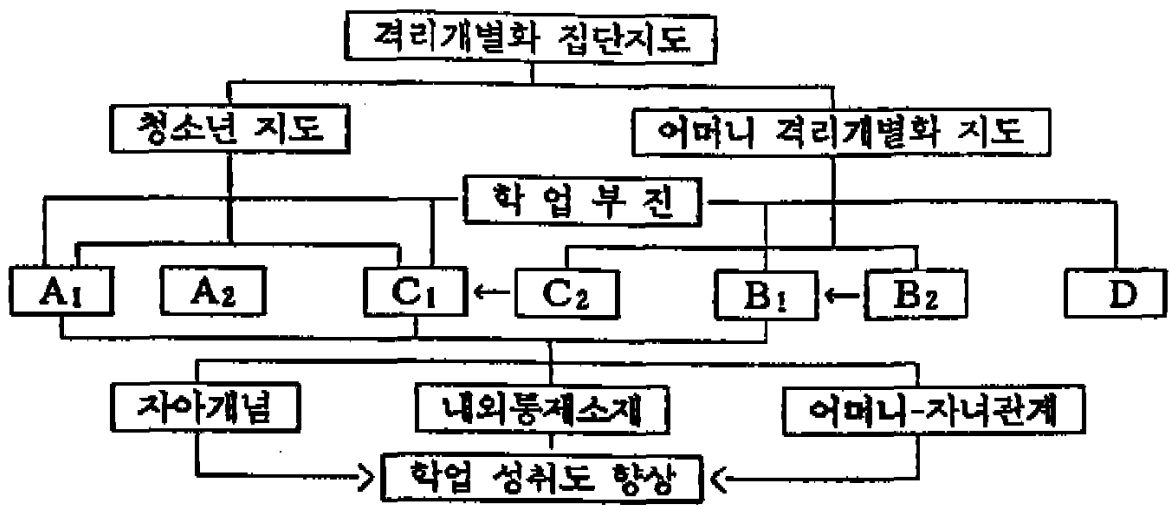 격리개별화 집단지도
청소년 지도
어머니 격리개별화 지도
학 업 부 진
A1 A2 C1 ← C2 B1 ← B2 D
자아개념 내외통제소재 어머니-자녀관계
학업 성취도 향상